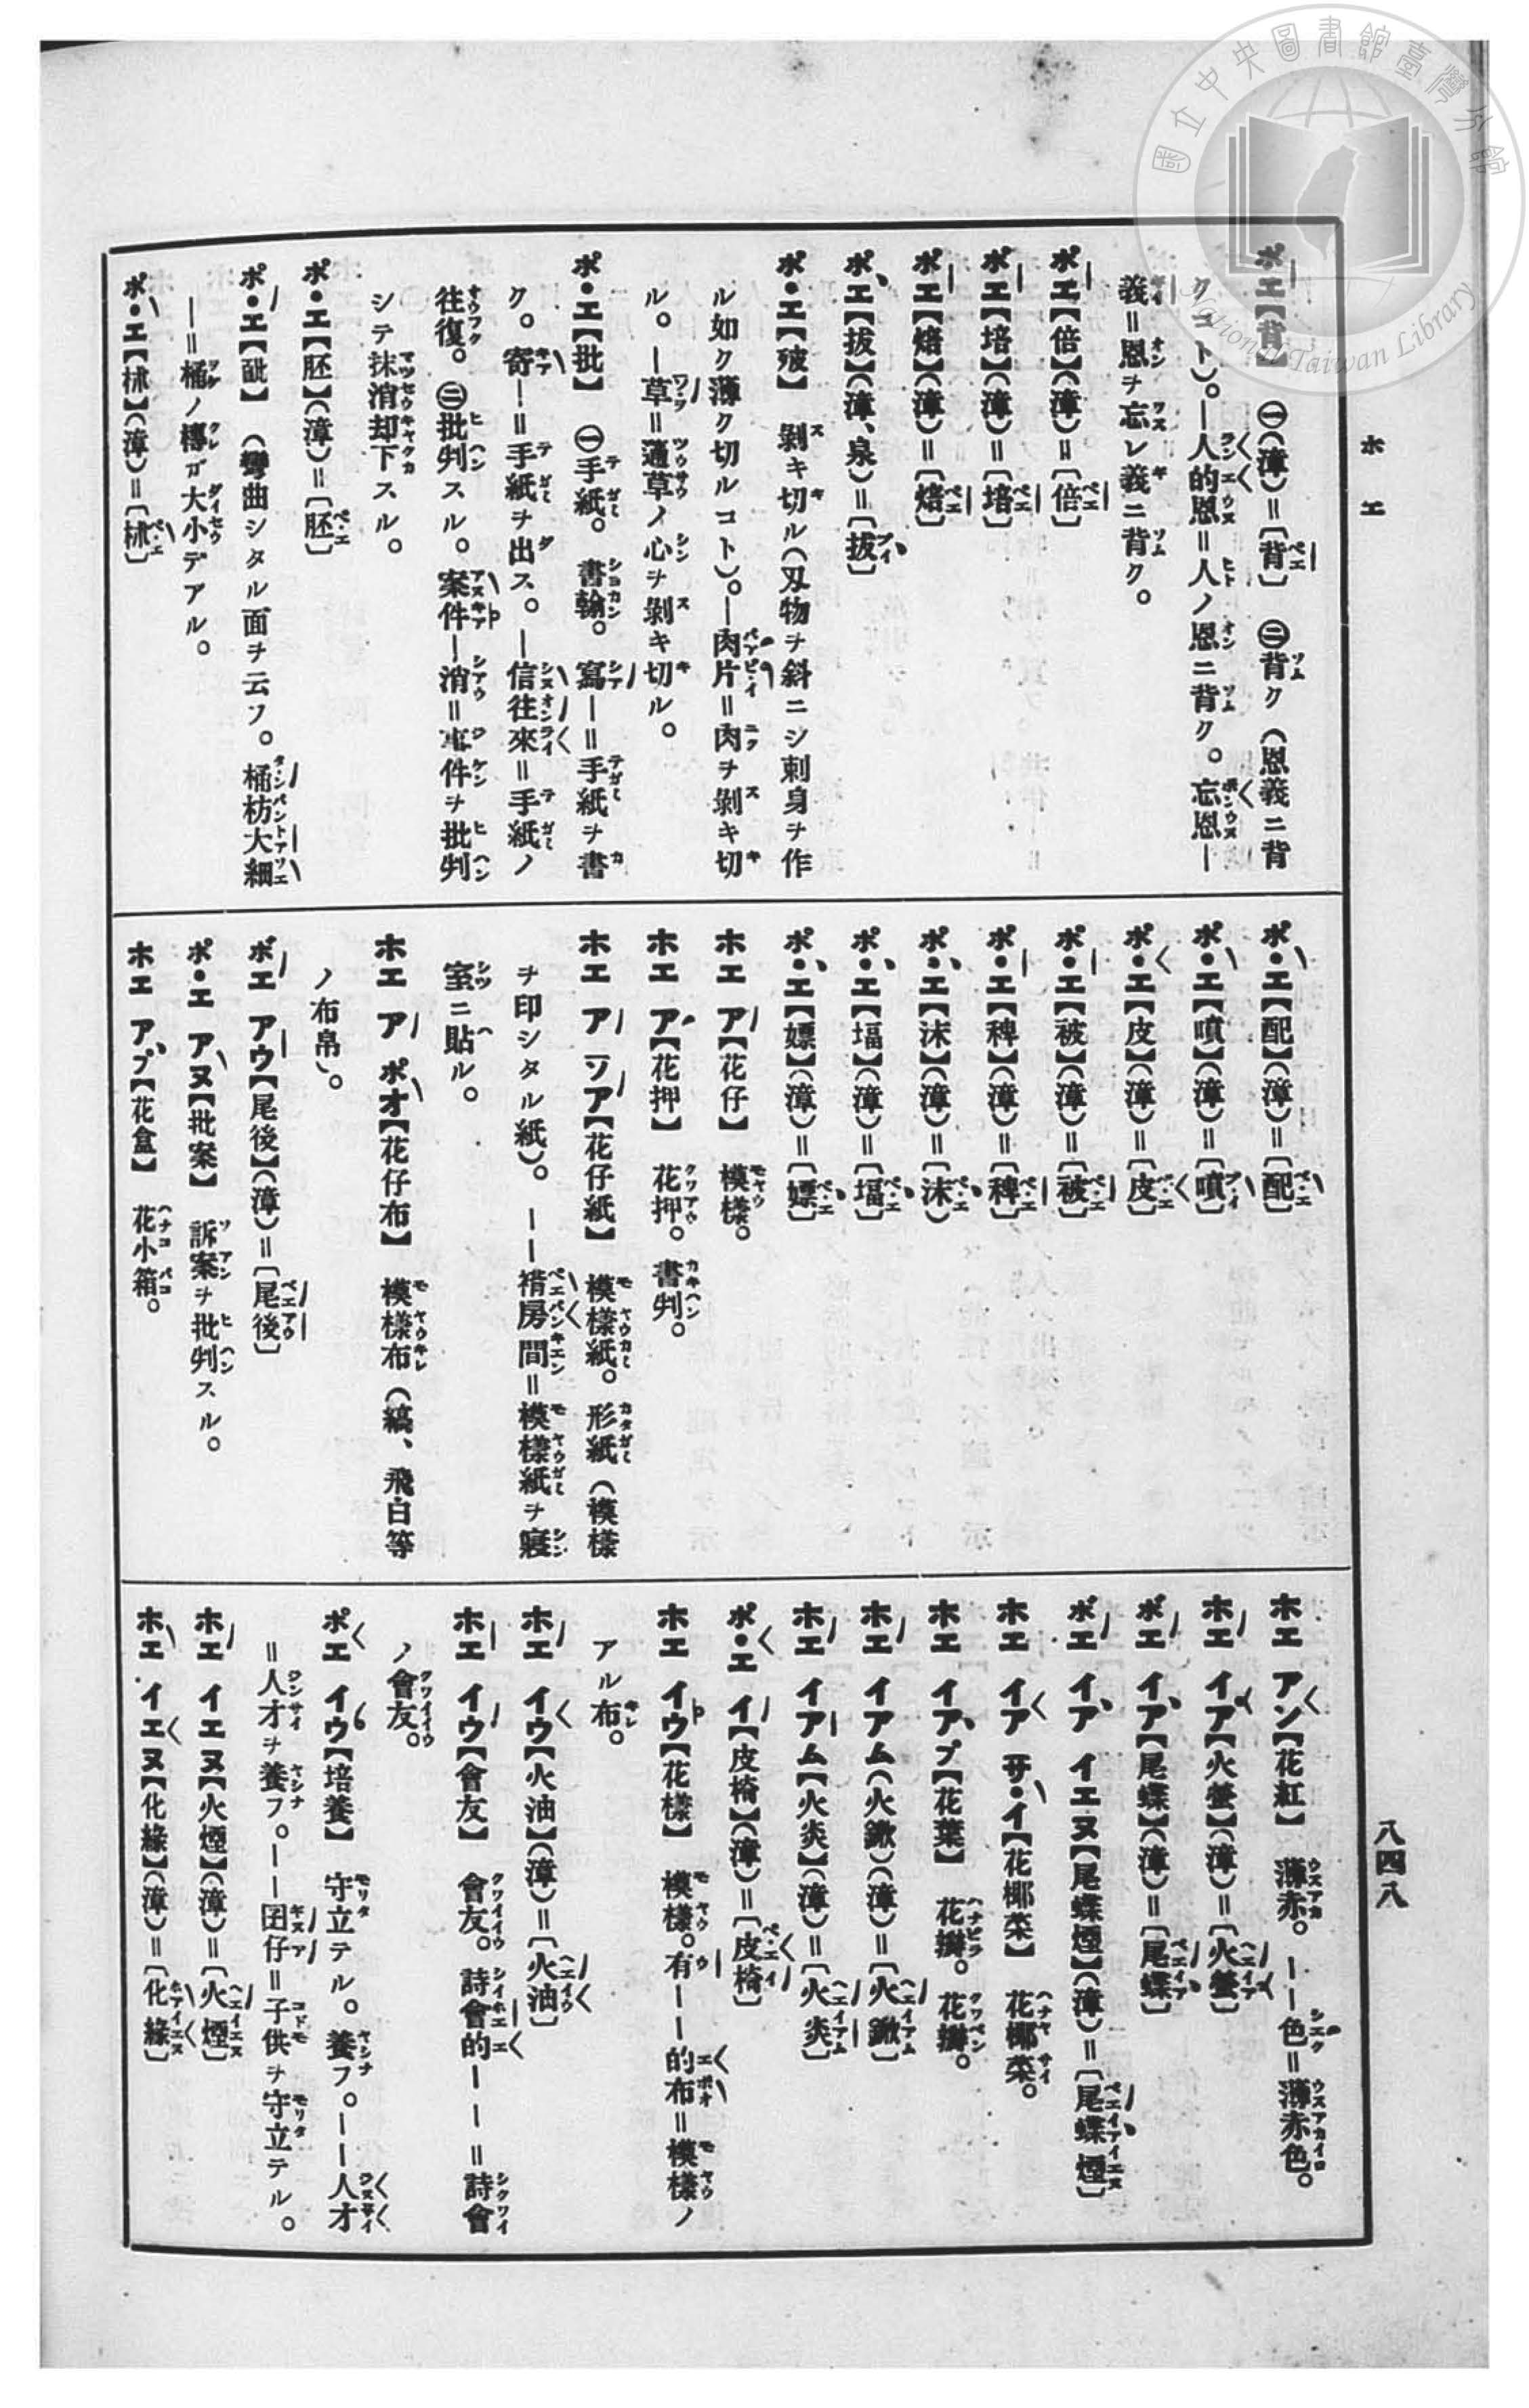 國立中央圖書館臺灣分館
National Taiwan Library
ホエ
八四八
ポエ【背】 ㊀(漳)=〔背〕 ㊁背ク(恩義ニ背
クコト)。―人的恩=人ノ恩ニ背ク。忘恩―
義=恩ヲ忘レ義ニ背ク。
ポエ【倍】(漳)=〔倍〕
ポエ【培】(漳)=〔培〕
ポエ【焙】(漳)=〔焙〕
ポエ【拔】(漳、泉)=〔拔〕
ポ・エ【𤿎】 剝キ切ル(刄物ヲ斜ニシ刺身ヲ作
ル如ク薄ク切ルコト)。―肉片=肉ヲ剝キ切
ル。―草=通草ノ心ヲ剝キ切ル。
ポ・エ【批】 ㊀手紙。書翰。寫―=手紙ヲ書
ク。寄―=手紙ヲ出ス。―信往來=手紙ノ
往復。㊁批判スル。案件―消=事件ヲ批判
シテ抹消却下スル。
ポ・エ【胚】(漳)=〔胚〕
ポ・エ (彎曲シタル面ヲ云フ。桶枋大細
―=桶ノ槫ガ大小デアル。
ポ・エ (漳)=
ポ・エ【配】(漳)=〔配〕
ポ・エ【噴】(漳)=〔噴〕
ポ・エ【皮】(漳)=〔皮〕
ポ・エ【被】(漳)=〔被〕
ポ・エ【稗】(漳)=〔稗〕
ポ・エ【沫】(漳)=〔沫〕
ポ・エ【堛】(漳)=〔堛〕
ポ・エ【嫖】(漳)=〔嫖〕
ホエ ア【花仔】 模樣。
ホエ ア【花押】 花押。書判。
ホエ ア ツア【花仔紙】 模樣紙。形紙(模樣
ヲ印シタル紙)。――褙房間=模樣紙ヲ寢
室ニ貼ル。
ホエ ア ポオ【花仔布】 模樣布(縞、飛白等
ノ布帛)。
ボエ アウ【尾後】(漳)=〔尾後〕
ポ・エ アヌ【批案】 訴案ヲ批判スル。
ホエ アプ【花盒】 花小箱。
ホエ アン【花紅】 薄赤。――色=薄赤色。
ホエ イア【火螢】(漳)=〔火螢〕
ボエ イア【尾蝶】(漳)=〔尾蝶〕
ボエ イア イエヌ【尾蝶煙】(漳)=〔尾蝶煙〕
ホエ イア サ・イ【花椰菜】 花椰菜。
ホエ イアプ【花葉】 花瓣。花瓣。
ホエ イアム(火鍁)(漳)=〔火鍁〕
ホエ イアム【火炎】(漳)=〔火炎〕
ポ・エ イ【皮椅】(漳)=〔皮椅〕
ホエ イウ【花樣】 模樣。有――的布=模樣ノ
アル布。
ホエ イウ【火油】(漳)=〔火油〕
ホエ イウ【會友】 會友。詩會的――=詩會
ノ會友。
ポエ イウ【培養】 守立テル。養フ。――人才
=人才ヲ養フ。――囝仔=子供ヲ守立テル。
ホエ イエヌ【火煙】(漳)=〔火煙〕
ホエ イエヌ【化緣】(漳)=〔化緣〕